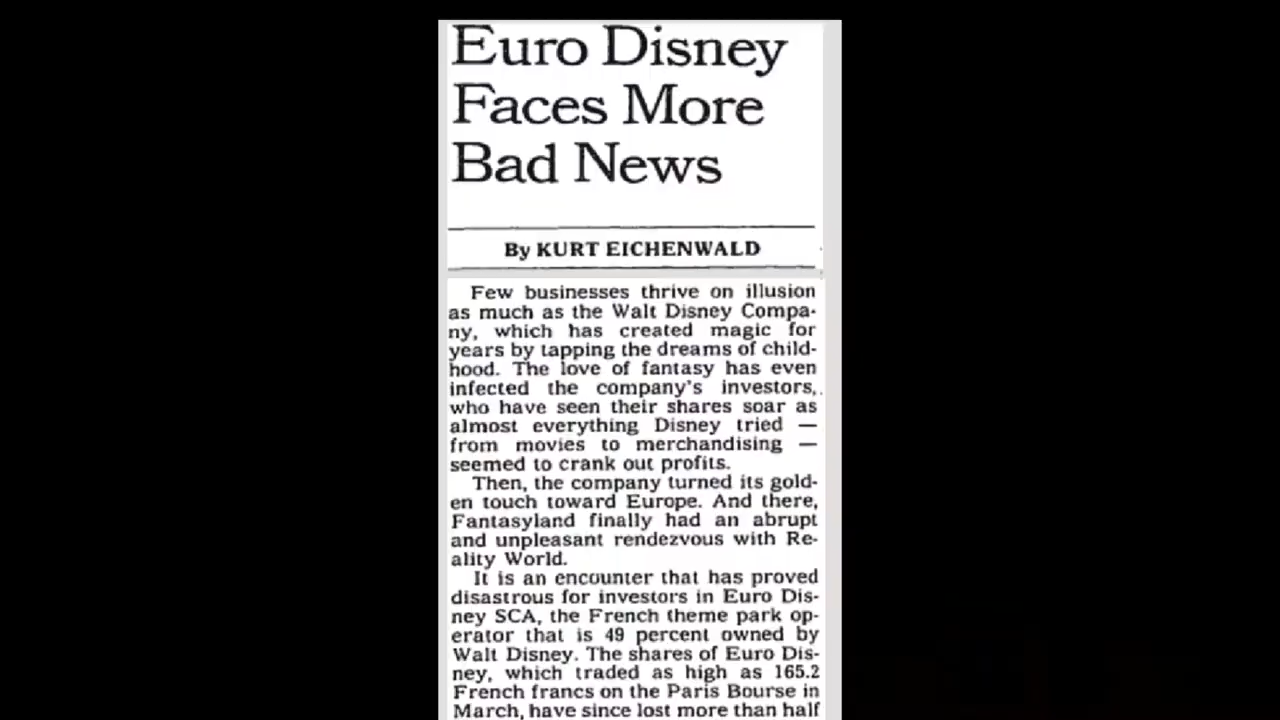 Euro Disney
Faces More
Bad News
By KURT EICHENWALD
Few businesses thrive on illusion
as much as the Walt Disney Compa-
ny, which has created magic for
years by tapping the dreams of child-
hood. The love of fantasy has even
infected the company's investors,
who have seen their shares soar as
almost everything Disney tried —
from movies to merchandising —
seemed to crank out profits.
Then, the company turned its gold-
en touch toward Europe. And there,
Fantasyland finally had an abrupt
and unpleasant rendezvous with Re-
ality World.
It is an encounter that has proved
disastrous for investors in Euro Dis-
ney SCA, the French theme park op-
erator that is 49 percent owned by
Walt Disney. The shares of Euro Dis-
ney, which traded as high as 165.2
French francs on the Paris Bourse in
March, have since lost more than half